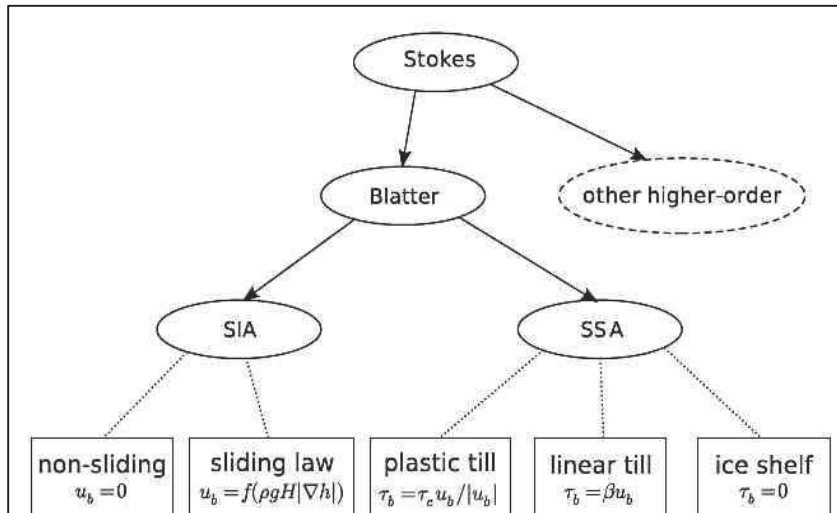 Stokes
Blatter
other higher-order
SIA
SSA
non-sliding
u_b=0
sliding law
u_b=f(ρgH|∇h|)
plastic till
τ_b=τ_c u_b/|u_b|
linear till
τ_b=βu_b
ice shelf
τ_b=0